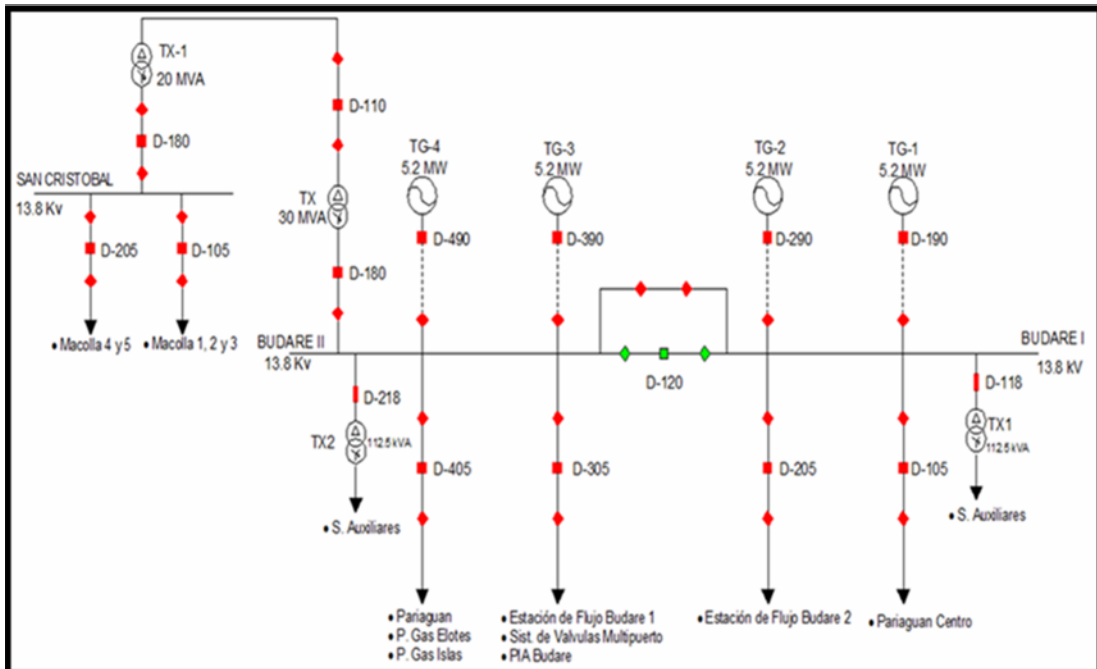 TX-1
20 MVA
D-180
SAN CRISTOBAL
13.8 Kv
D-205
D-105
• Macolla 4 y 5
• Macolla 1, 2 y 3
D-110
TX
30 MVA
D-180
TG-4
5.2 MW
D-490
TG-3
5.2 MW
D-390
TG-2
5.2 MW
D-290
TG-1
5.2 MW
D-190
BUDARE II
13.8 Kv
D-120
BUDARE I
13.8 kV
D-218
TX2
112.5 kVA
• S. Auxiliares
D-405
D-305
D-205
D-105
D-118
TX1
112.5 kVA
• S. Auxiliares
• Pariaguan
• P. Gas Elotes
• P. Gas Islas
• Estación de Flujo Budare 1
• Sist. de Valvulas Multipuerto
• PIA Budare
• Estación de Flujo Budare 2
• Pariaguan Centro